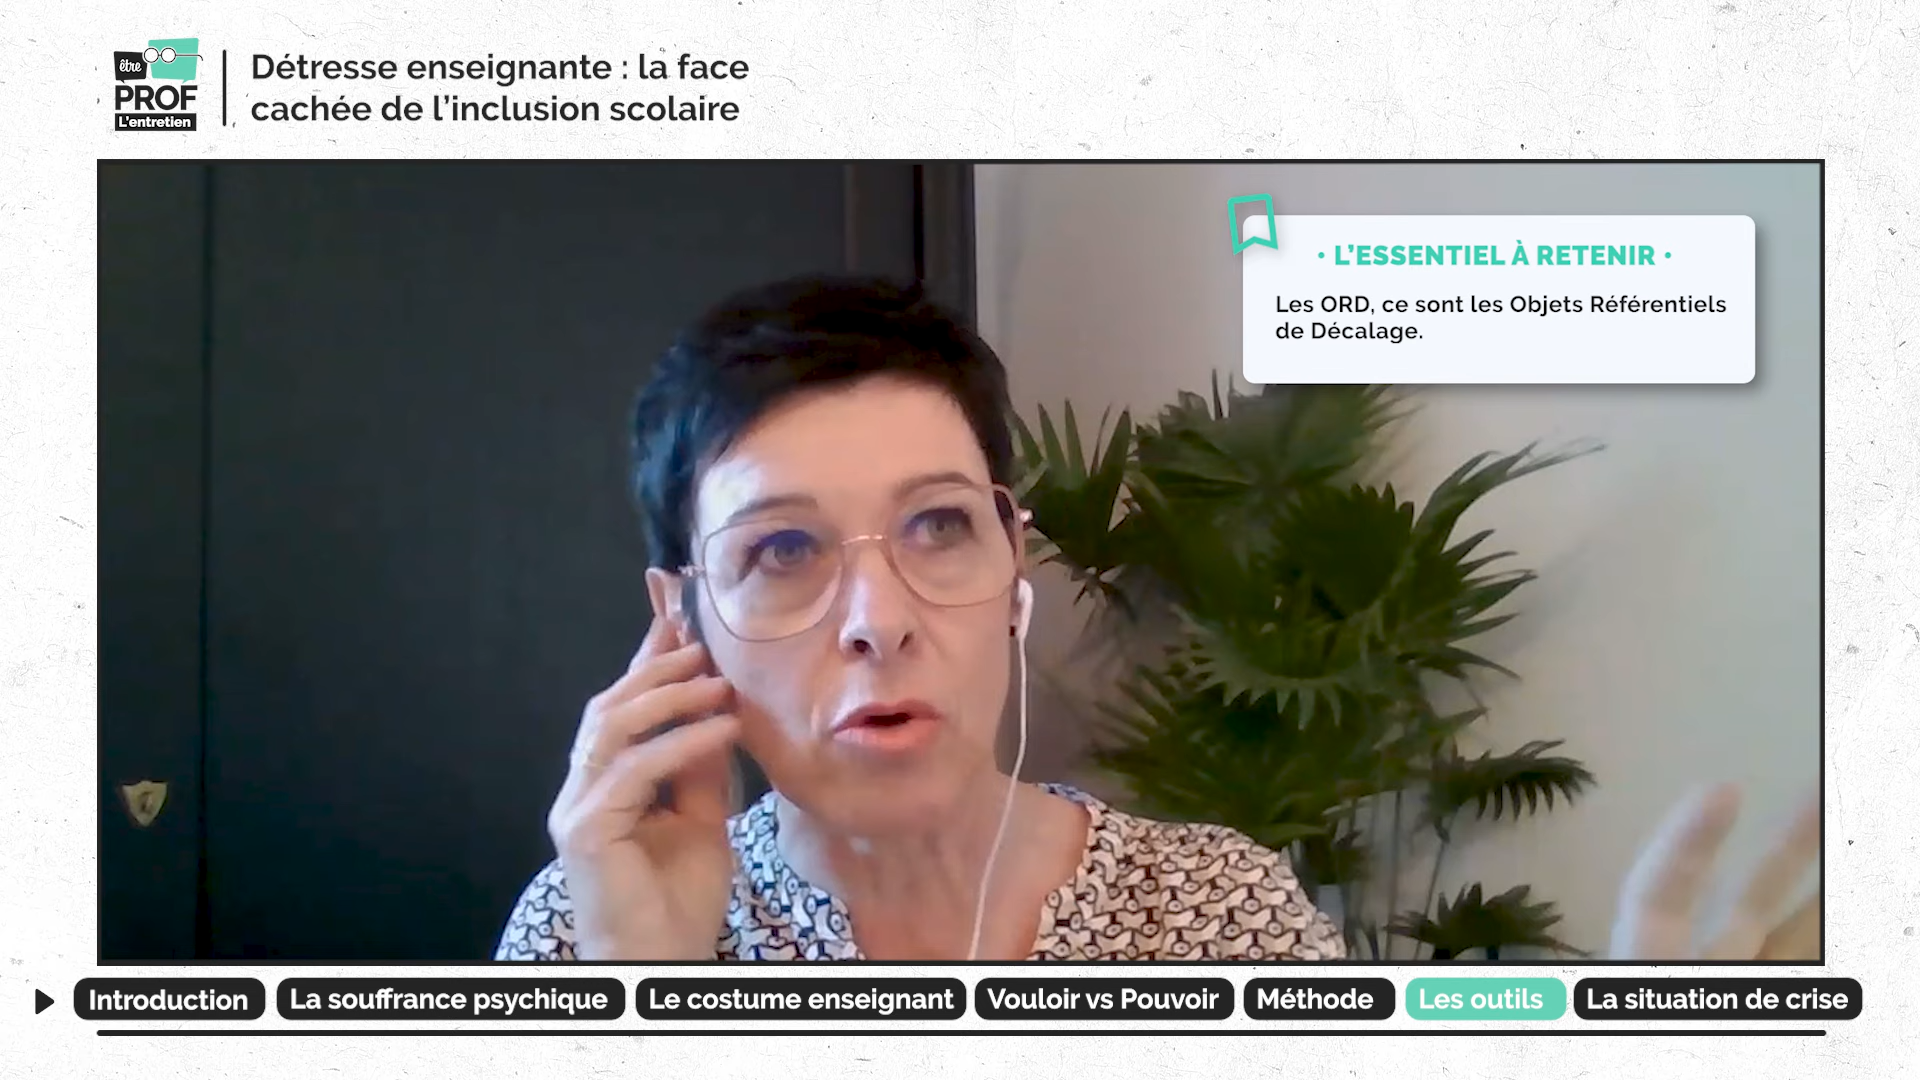 être
PROF
L'entretien
Détresse enseignante : la face
cachée de l'inclusion scolaire
• L'ESSENTIEL À RETENIR •
Les ORD, ce sont les Objets Référentiels
de Décalage.
Introduction
La souffrance psychique
Le costume enseignant
Vouloir vs Pouvoir
Méthode
Les outils
La situation de crise